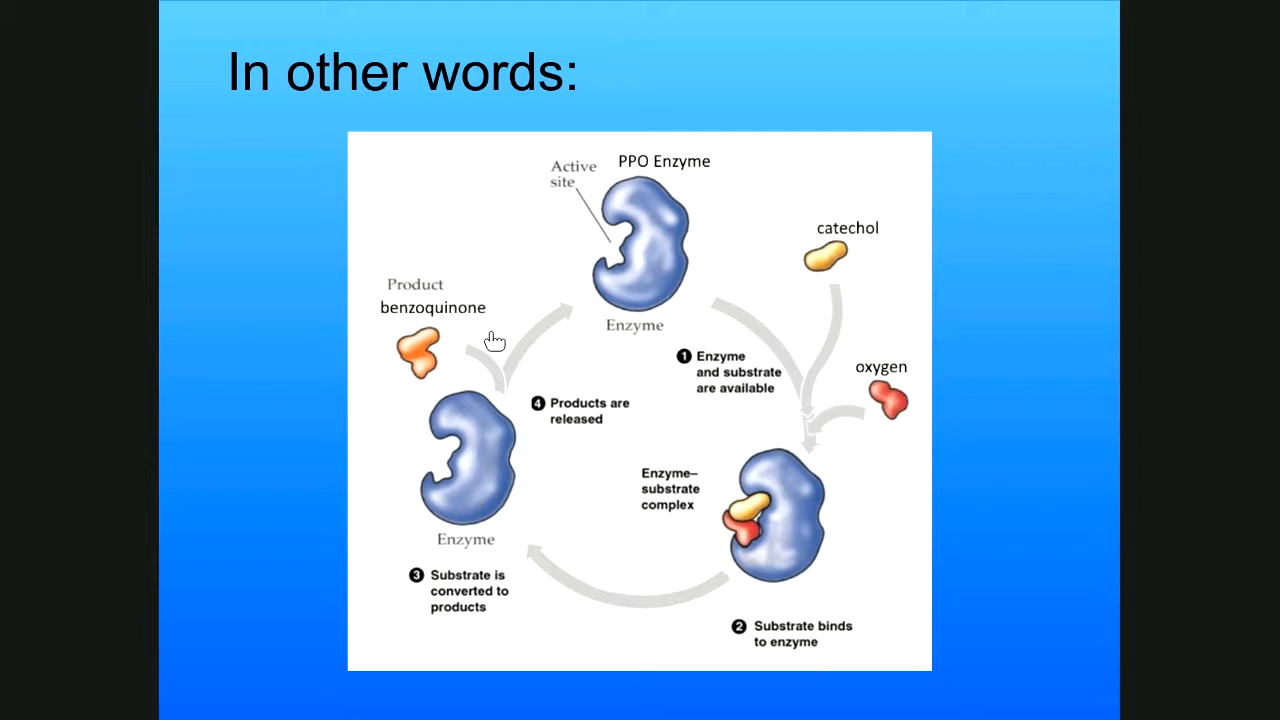 In other words:
PPO Enzyme
Active
site
catechol
Product
benzoquinone
Enzyme
1 Enzyme
and substrate
are available
oxygen
4 Products are
released
Enzyme–
substrate
complex
Enzyme
3 Substrate is
converted to
products
2 Substrate binds
to enzyme